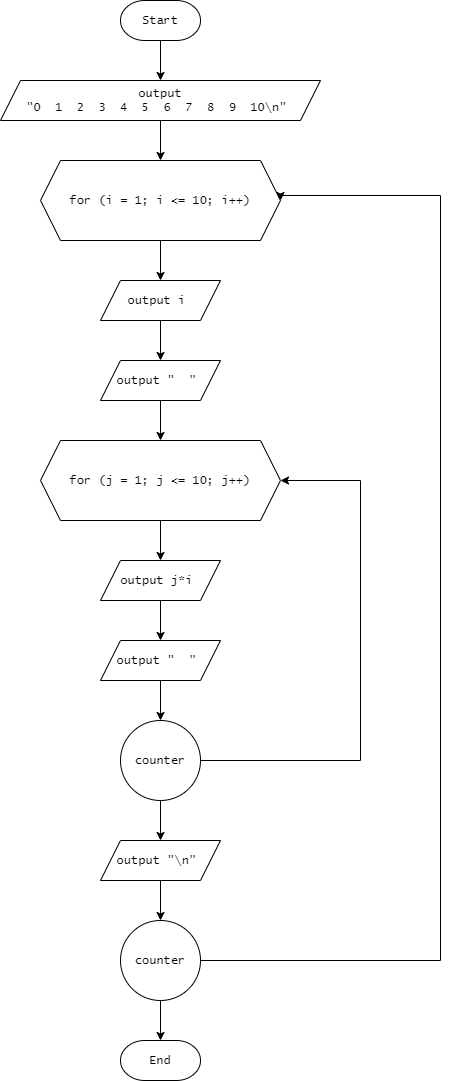 Start
output
"0  1  2  3  4  5  6  7  8  9  10\n"
for (i = 1; i <= 10; i++)
output i
output "  "
for (j = 1; j <= 10; j++)
output j*i
output "  "
counter
output "\n"
counter
End